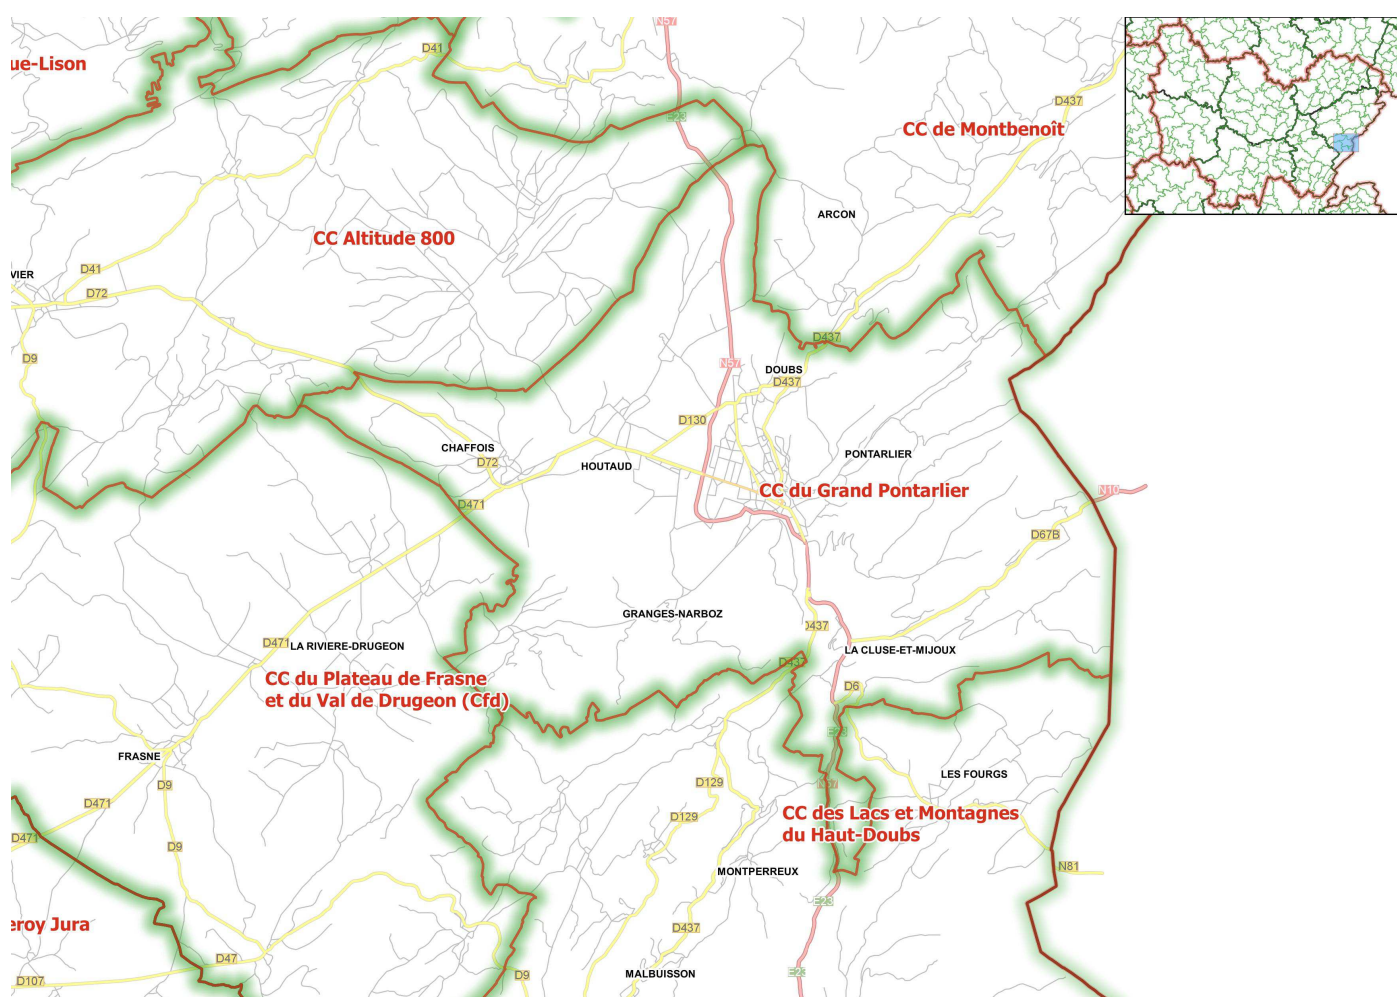 N57
D41
ue-Lison
D437
E23
CC de Montbenoît
ARCON
CC Altitude 800
D41
VIER
D72
D437
D9
N57
DOUBS
D437
D130
CHAFFOIS
PONTARLIER
D72
HOUTAUD
CC du Grand Pontarlier
N10
D471
D67B
GRANGES-NARBOZ
D437
D471
LA RIVIERE-DRUGEON
LA CLUSE-ET-MIJOUX
D437
CC du Plateau de Frasne
et du Val de Drugeon (Cfd)
D6
E23
FRASNE
LES FOURGS
D9
D129
N57
D471
CC des Lacs et Montagnes
du Haut-Doubs
D129
D471
D9
N81
MONTPERREUX
E23
eroy Jura
D437
D47
D107
D9
MALBUISSON
E23